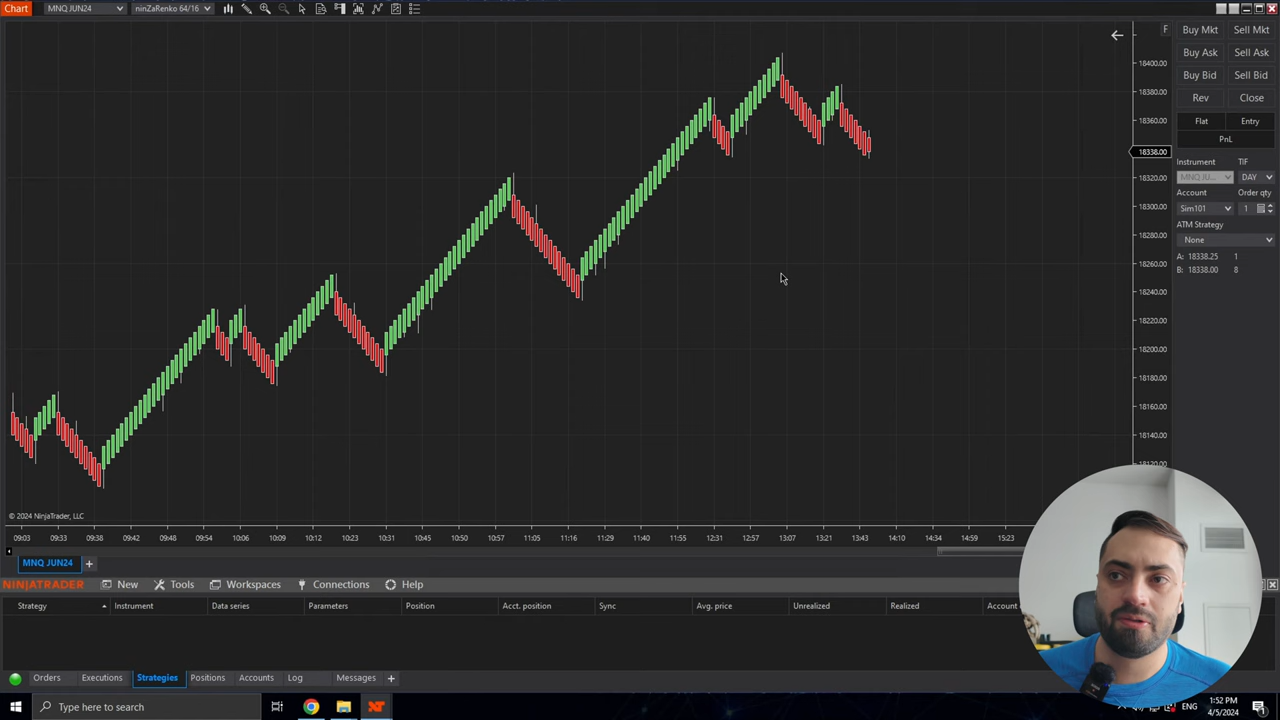 Chart MNQ JUN24 ninZaRenko 64/16
F
Buy Mkt Sell Mkt
Buy Ask Sell Ask
Buy Bid Sell Bid
Rev Close
Flat Entry
PnL
Instrument TIF
MNQ JU... DAY
Account Order qty
Sim101 1
ATM Strategy
None
A: 18338.25 1
B: 18338.00 8
18400.00
18380.00
18360.00
18338.00
18320.00
18300.00
18280.00
18260.00
18240.00
18220.00
18200.00
18180.00
18160.00
18140.00
18120.00
© 2024 NinjaTrader, LLC
09:03 09:33 09:38 09:48 09:54 10:06 10:09 10:12 10:23 10:31 10:49 10:59 11:05 11:16 11:28 11:40 11:55 12:31 12:57 13:07 13:21 13:43 14:10 14:34 14:59 15:23
MNQ JUN24 +
NINJATRADER New Tools Workspaces Connections Help
Strategy Instrument Data series Parameters Position Acct. position Sync Avg. price Unrealized Realized Account
Orders Executions Strategies Positions Accounts Log Messages +
Type here to search
ENG
1:52 PM
4/5/2024